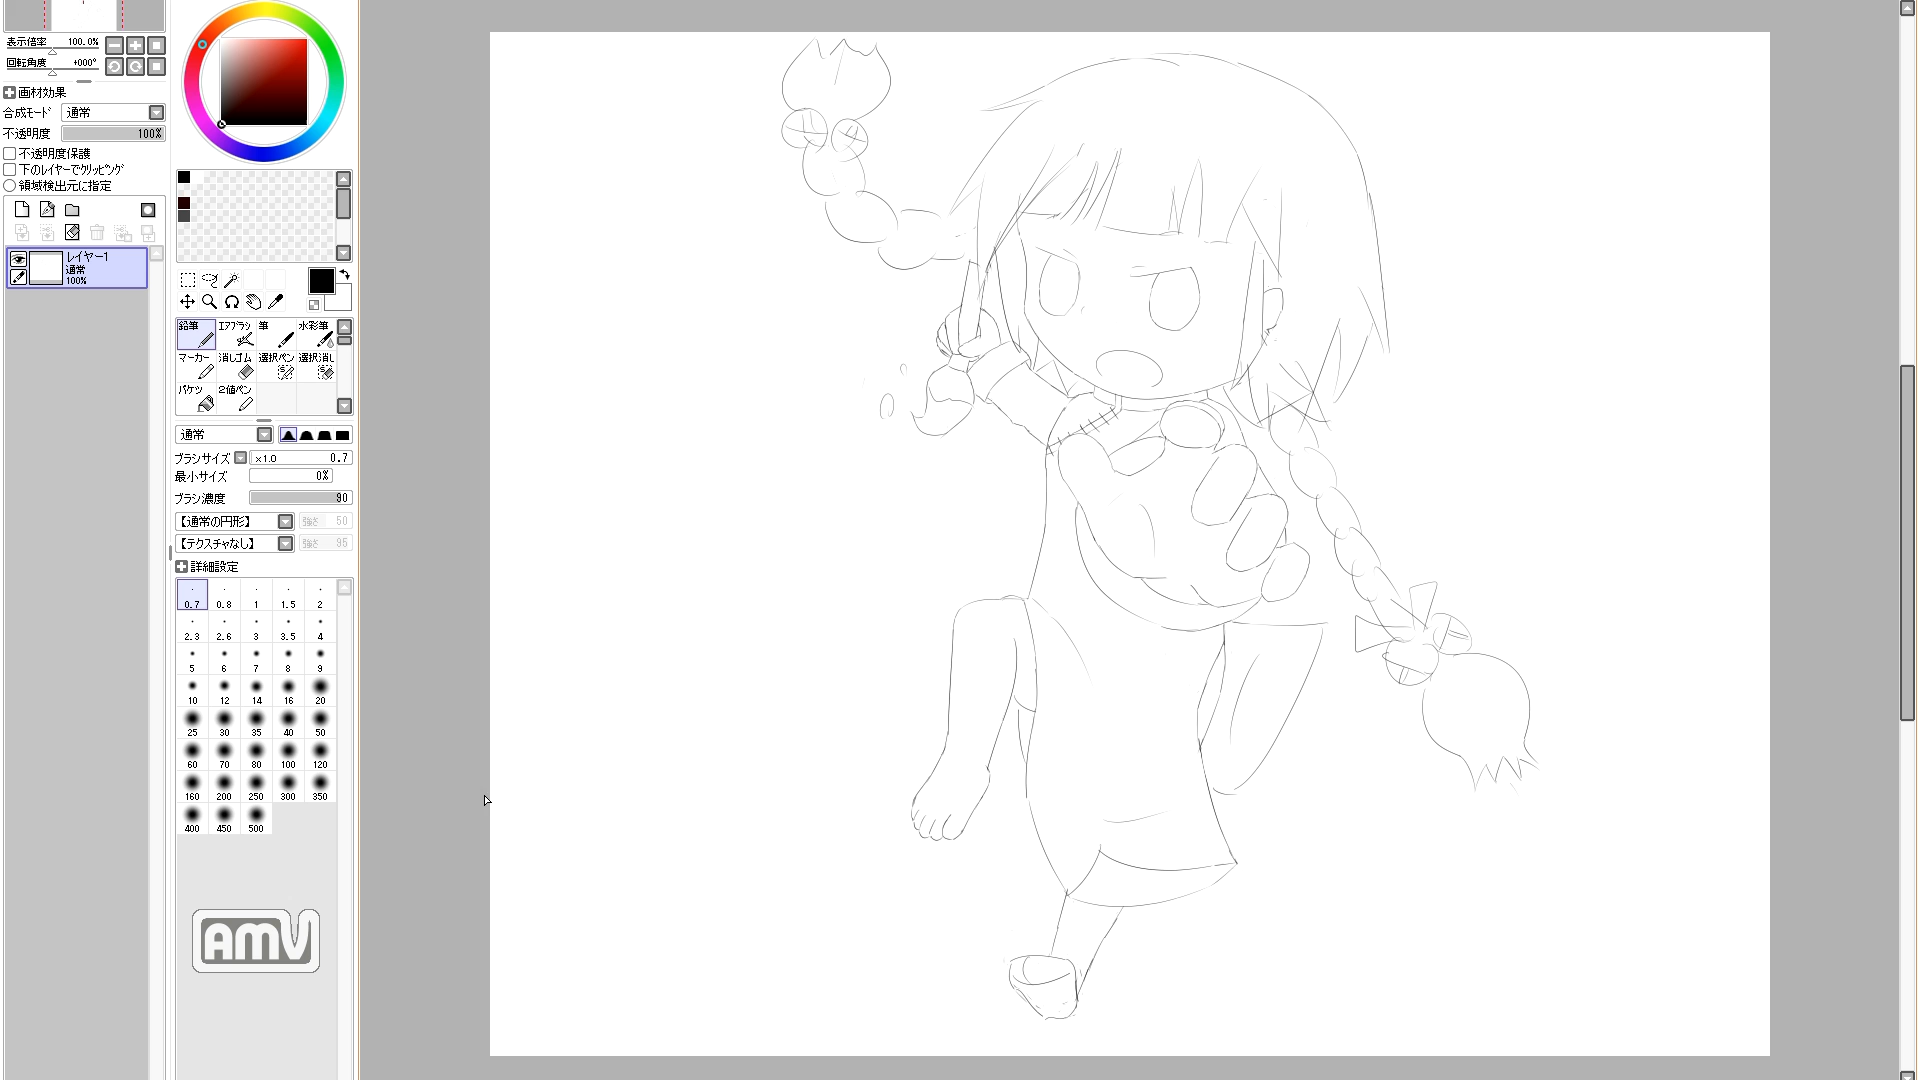 表示倍率 100.0%
回転角度 +000°
画材効果
合成モード 通常
不透明度 100%
不透明度保護
下のレイヤーでクリッピング
領域検出元に指定
レイヤー1
通常
100%
鉛筆 エアブラシ 筆 水彩筆
マーカー 消しゴム 選択ペン 選択消し
バケツ 2値ペン
通常
ブラシサイズ x1.0 0.7
最小サイズ 0%
ブラシ濃度 90
【通常の円形】 強さ 50
【テクスチャなし】 強さ 95
詳細設定
0.7 0.8 1 1.5 2
2.3 2.6 3 3.5 4
5 6 7 8 9
10 12 14 16 20
25 30 35 40 50
60 70 80 100 120
160 200 250 300 350
400 450 500
AMV